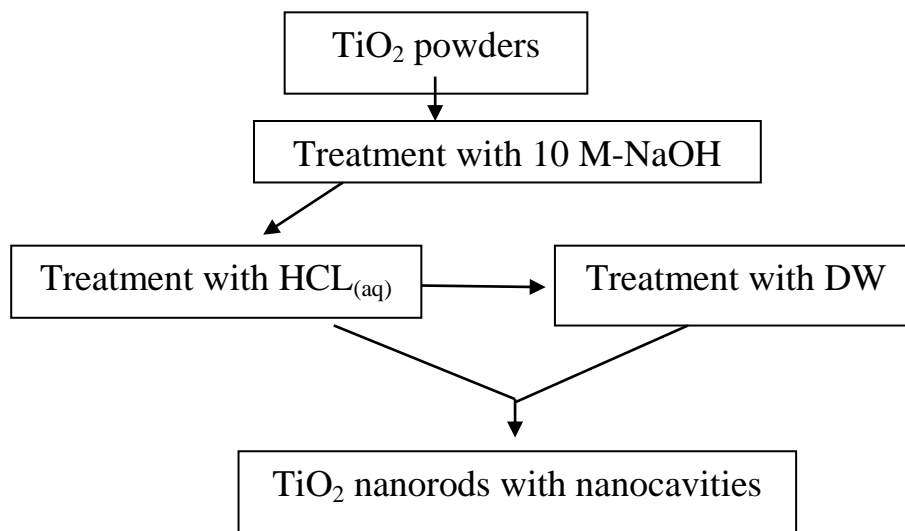 TiO₂ powders
Treatment with 10 M-NaOH
Treatment with HCL₍aq₎
Treatment with DW
TiO₂ nanorods with nanocavities